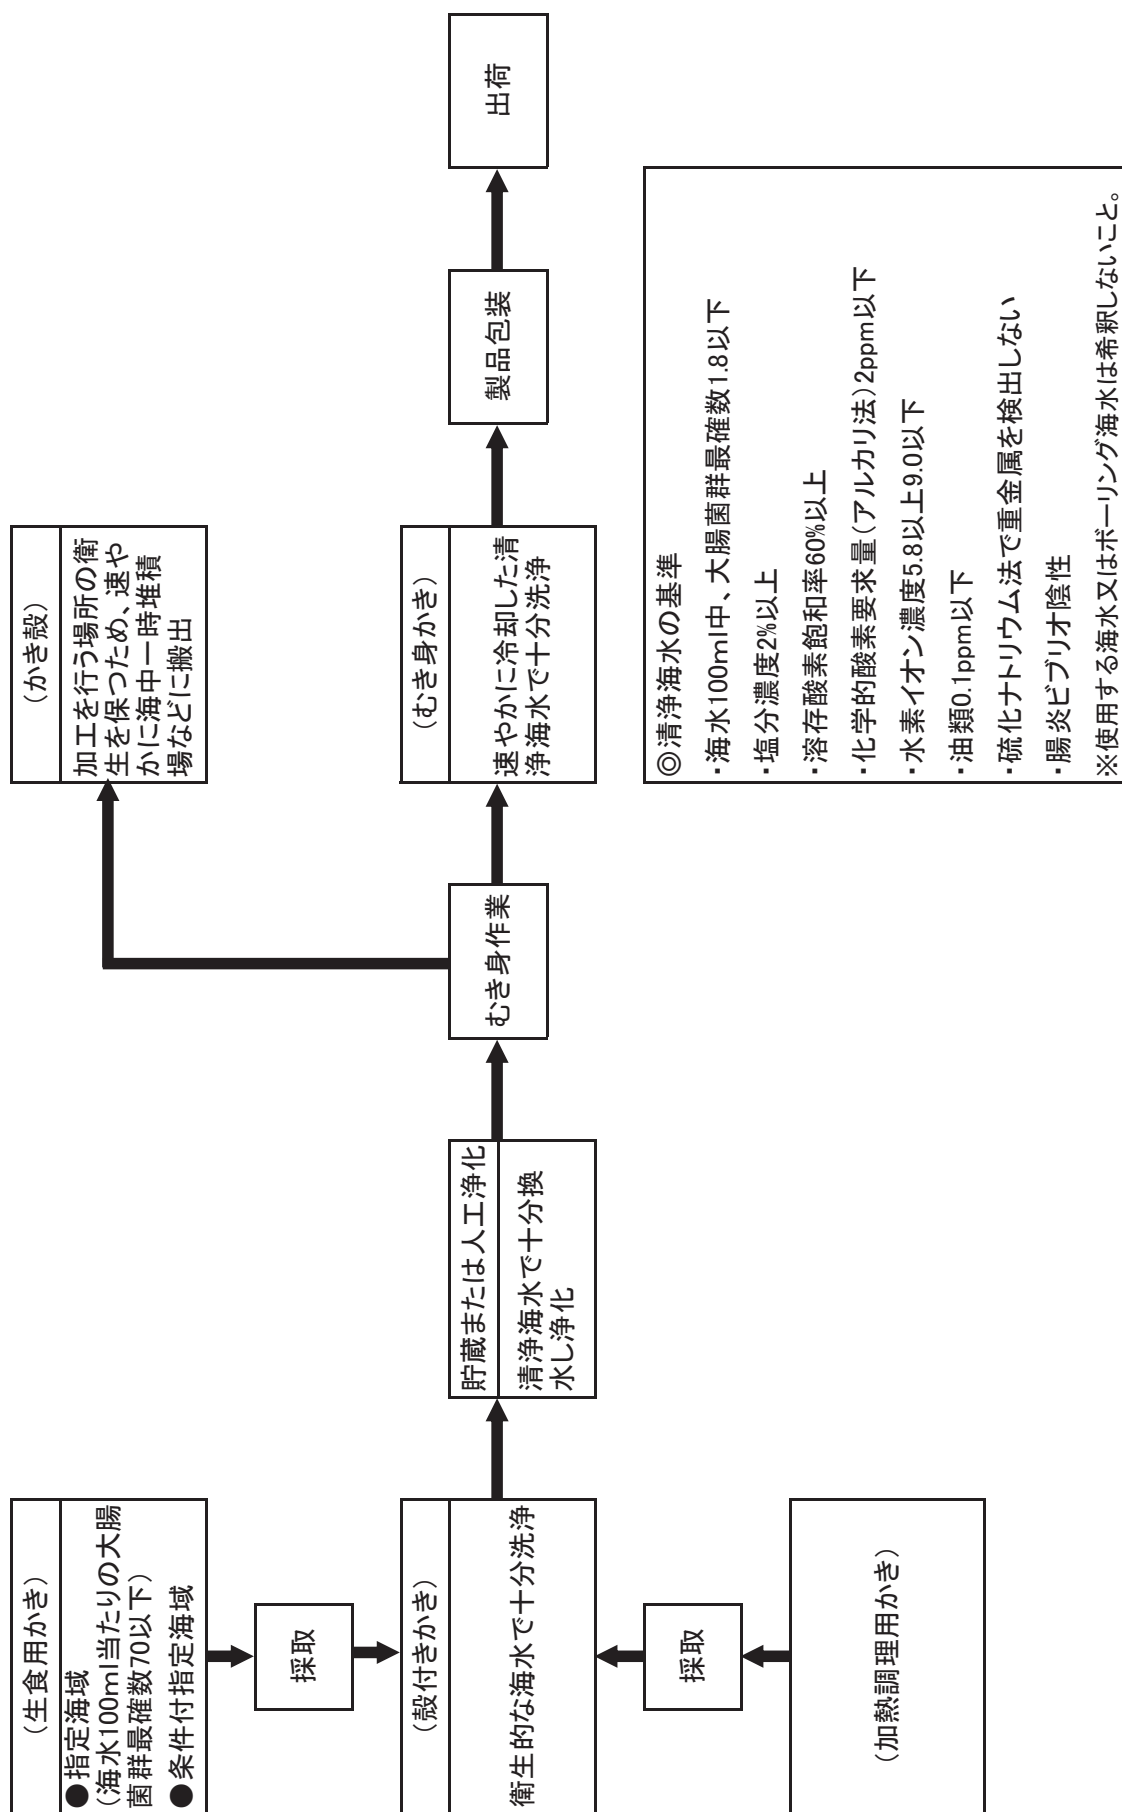 (生食用かき)
●指定海域
(海水100ml当たりの大腸
菌群最確数70以下)
●条件付指定海域
採取
(殻付きかき)
衛生的な海水で十分洗浄
採取
(加熱調理用かき)
貯蔵または人工浄化
清浄海水で十分換
水し浄化
むき身作業
(かき殻)
加工を行う場所の衛
生を保つため、速や
かに海中一時堆積
場などに搬出
(むき身かき)
速やかに冷却した清
浄海水で十分洗浄
製品包装
出荷
◎清浄海水の基準
・海水100ml中、大腸菌群最確数1.8以下
・塩分濃度2%以上
・溶存酸素飽和率60%以上
・化学的酸素要求量(アルカリ法)2ppm以下
・水素イオン濃度5.8以上9.0以下
・油類0.1ppm以下
・硫化ナトリウム法で重金属を検出しない
・腸炎ビブリオ陰性
※使用する海水又はボーリング海水は希釈しないこと。